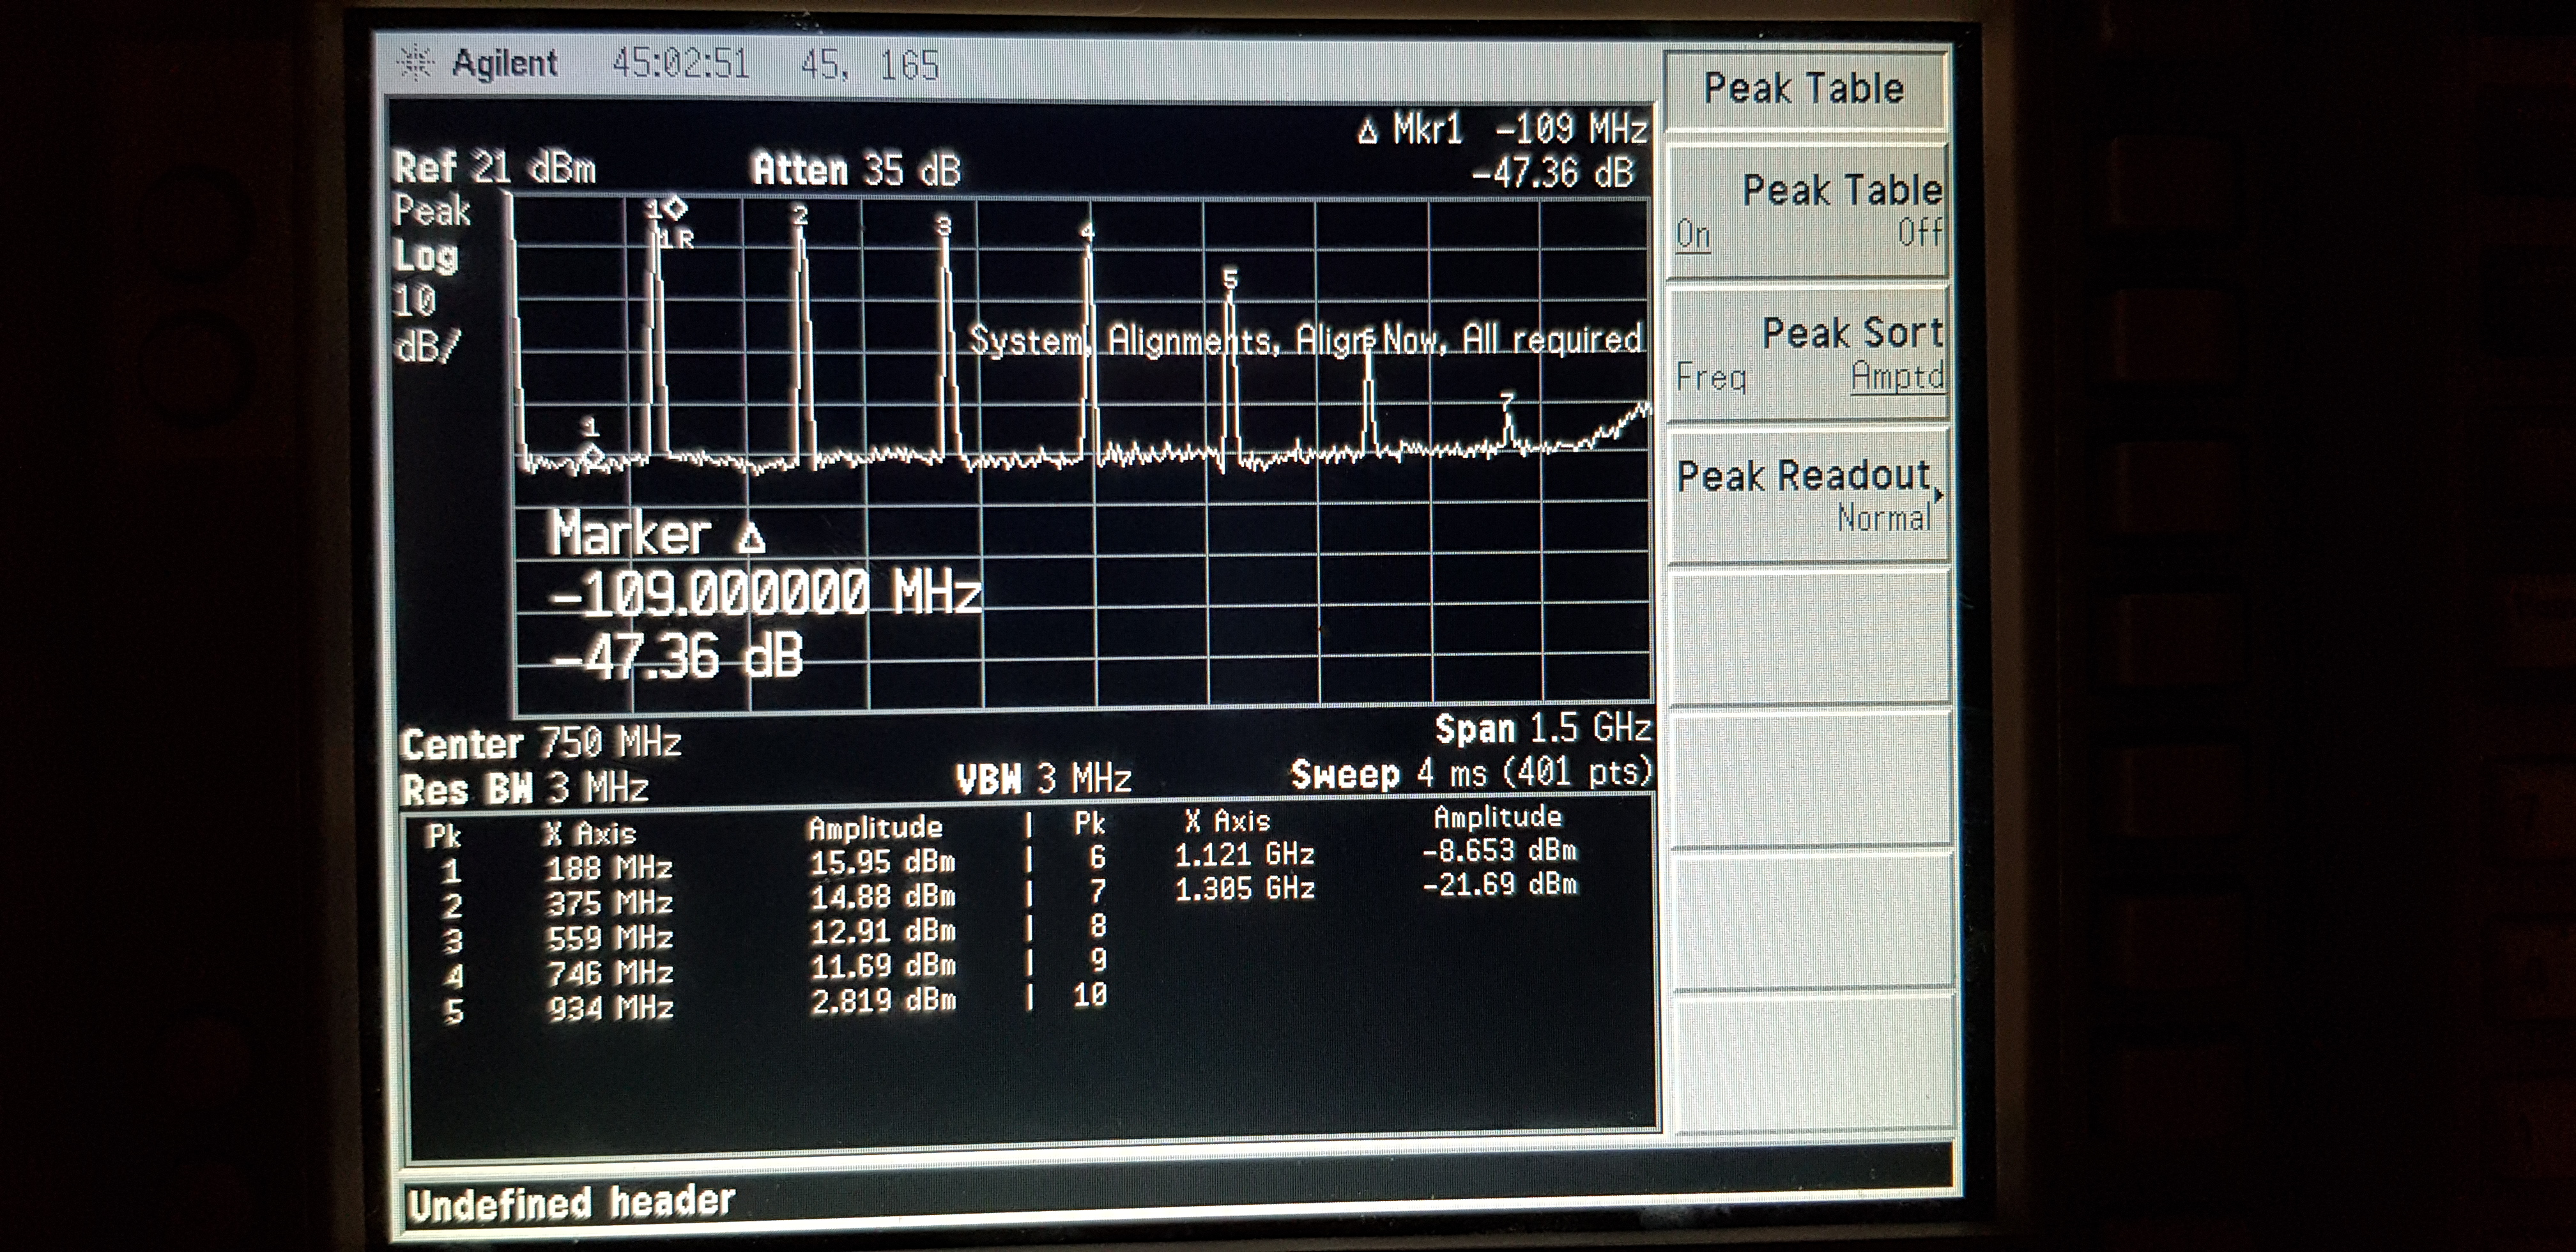 Agilent 45:02:51 45, 165
Δ Mkr1 -109 MHz
Ref 21 dBm Atten 35 dB -47.36 dB
Peak
Log
10
dB/
1
1R
2
3
4
5
System, Alignments, Align Now, All required
6
7
1
Marker Δ
-109.000000 MHz
-47.36 dB
Center 750 MHz Span 1.5 GHz
Res BW 3 MHz VBW 3 MHz Sweep 4 ms (401 pts)
Pk X Axis Amplitude | Pk X Axis Amplitude
1 188 MHz 15.95 dBm | 6 1.121 GHz -8.653 dBm
2 375 MHz 14.88 dBm | 7 1.305 GHz -21.69 dBm
3 559 MHz 12.91 dBm | 8
4 746 MHz 11.69 dBm | 9
5 934 MHz 2.819 dBm | 10
Undefined header
Peak Table
Peak Table
On Off
Peak Sort
Freq Amptd
Peak Readout
Normal